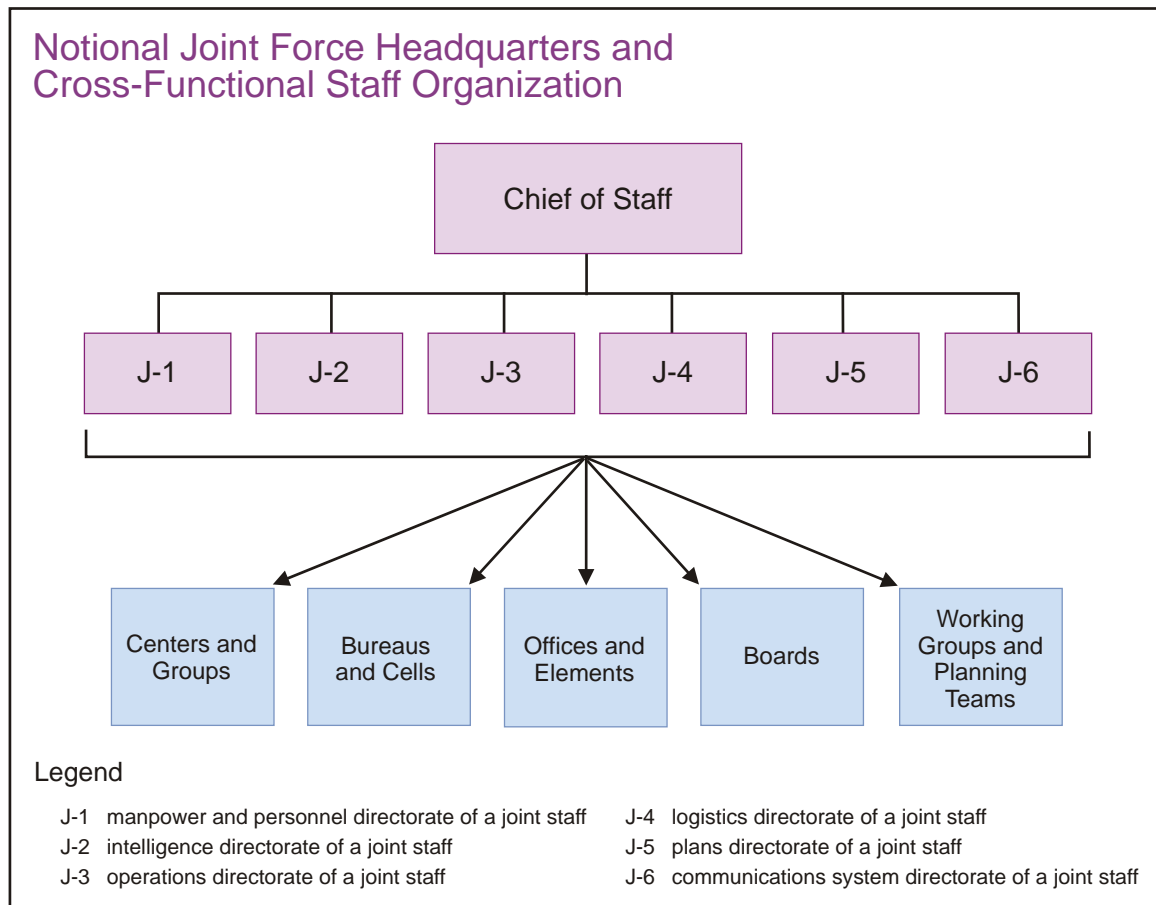 Notional Joint Force Headquarters and
Cross-Functional Staff Organization
Chief of Staff
J-1
J-2
J-3
J-4
J-5
J-6
Centers and
Groups
Bureaus
and Cells
Offices and
Elements
Boards
Working
Groups and
Planning
Teams
Legend
J-1 manpower and personnel directorate of a joint staff
J-2 intelligence directorate of a joint staff
J-3 operations directorate of a joint staff
J-4 logistics directorate of a joint staff
J-5 plans directorate of a joint staff
J-6 communications system directorate of a joint staff